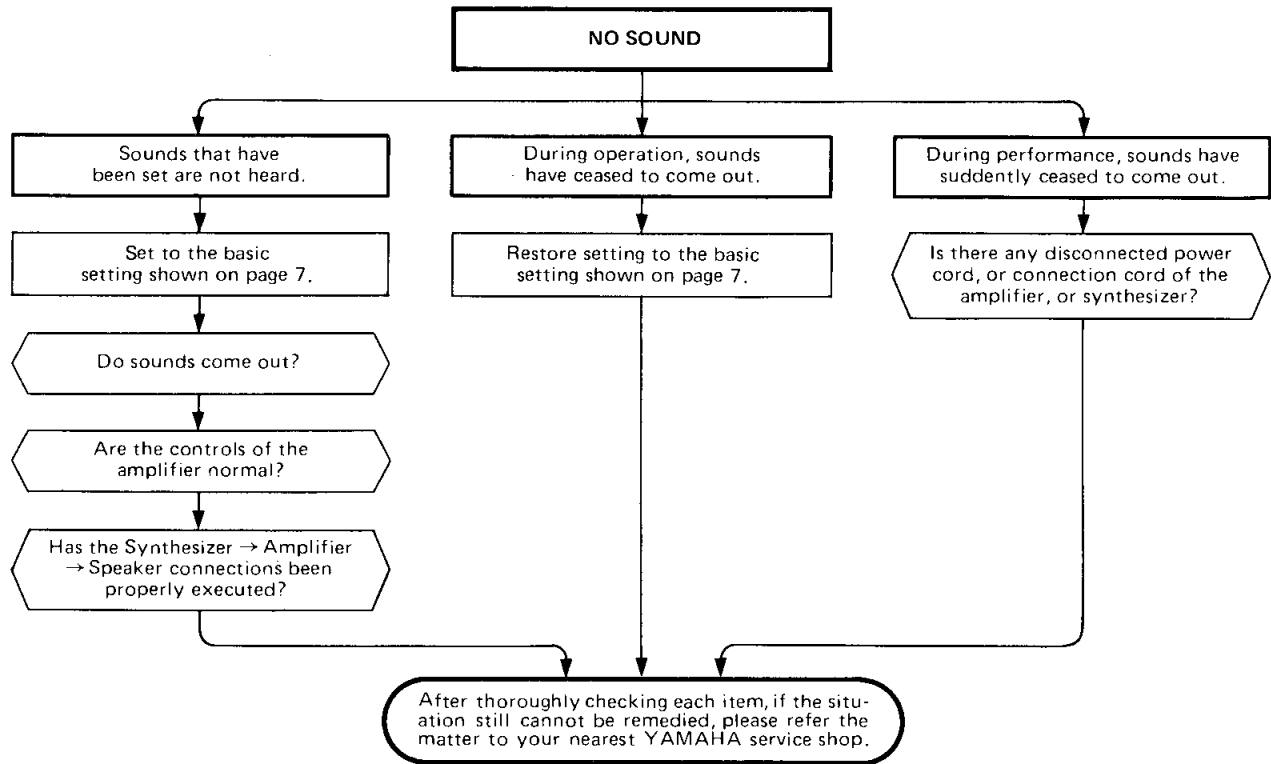 NO SOUND
Sounds that have
been set are not heard.
Set to the basic
setting shown on page 7.
Do sounds come out?
Are the controls of the
amplifier normal?
Has the Synthesizer → Amplifier
→ Speaker connections been
properly executed?
During operation, sounds
have ceased to come out.
Restore setting to the basic
setting shown on page 7.
During performance, sounds have
suddently ceased to come out.
Is there any disconnected power
cord, or connection cord of the
amplifier, or synthesizer?
After thoroughly checking each item, if the situ-
ation still cannot be remedied, please refer the
matter to your nearest YAMAHA service shop.